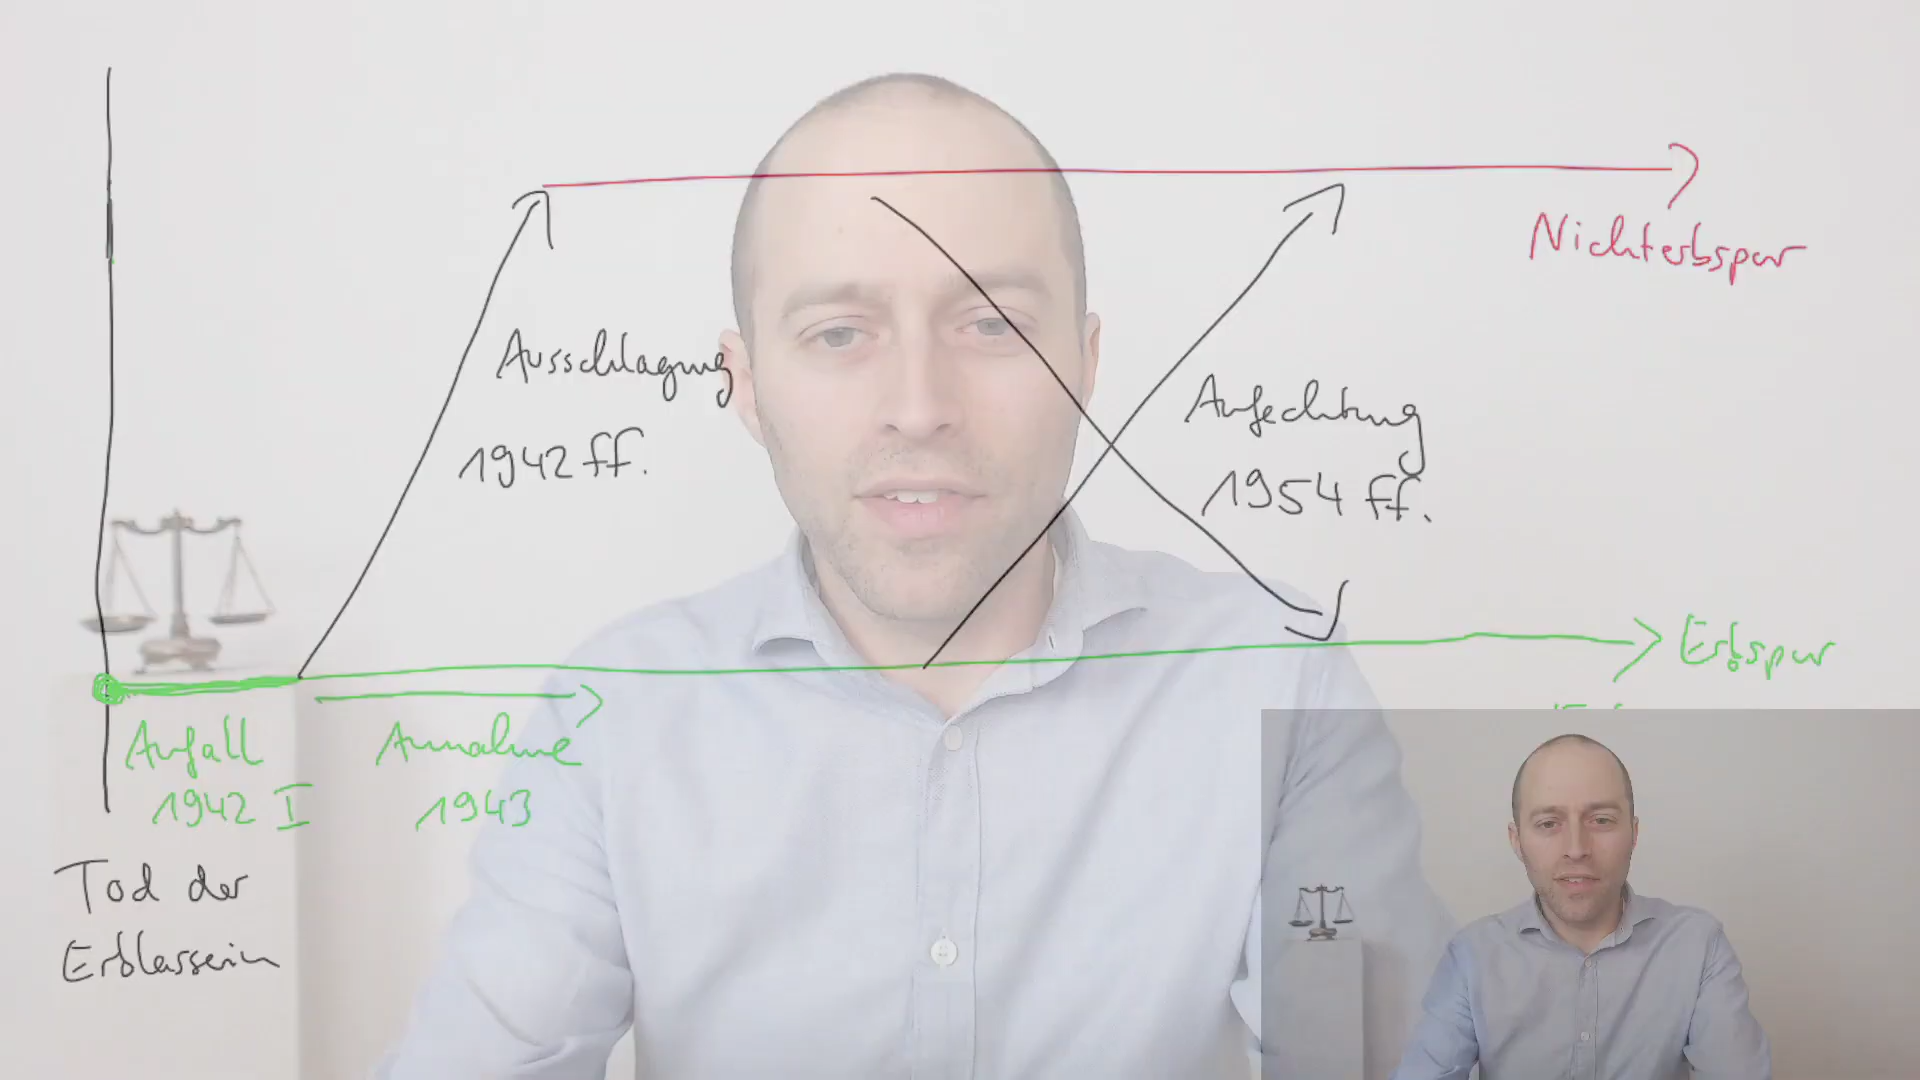 Nichterbspur
Ausschlagung
1942 ff.
Anfechtung
1954 ff.
Erbspur
Anfall
1942 I
Annahme
1943
Tod der
Erblasserin